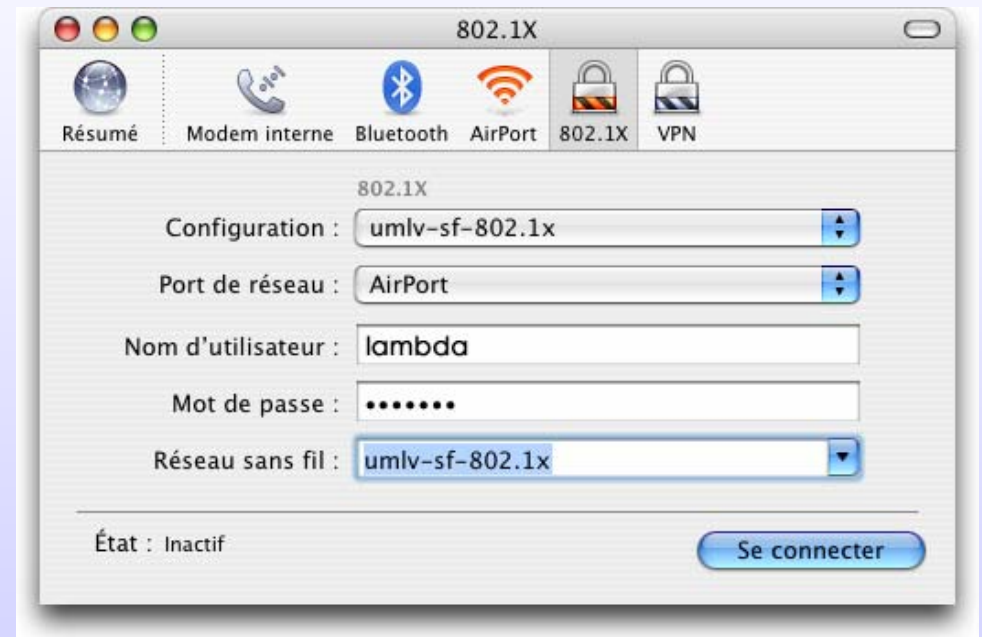 802.1X
Résumé
Modem interne
Bluetooth
AirPort
802.1X
VPN
802.1X
Configuration : umlv-sf-802.1x
Port de réseau : AirPort
Nom d'utilisateur : lambda
Mot de passe : •••••••
Réseau sans fil : umlv-sf-802.1x
État : Inactif
Se connecter